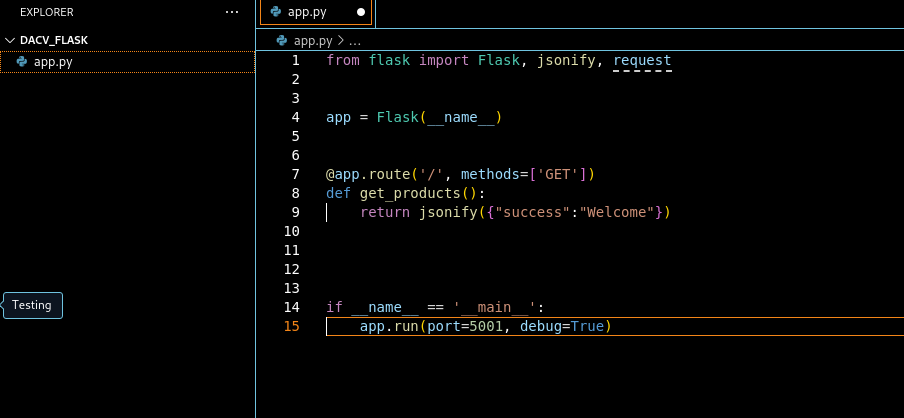 EXPLORER
...
DACV_FLASK
app.py
Testing
app.py
app.py > ...
1 from flask import Flask, jsonify, request
2
3
4 app = Flask(__name__)
5
6
7 @app.route('/', methods=['GET'])
8 def get_products():
9     return jsonify({"success":"Welcome"})
10
11
12
13
14 if __name__ == '__main__':
15     app.run(port=5001, debug=True)